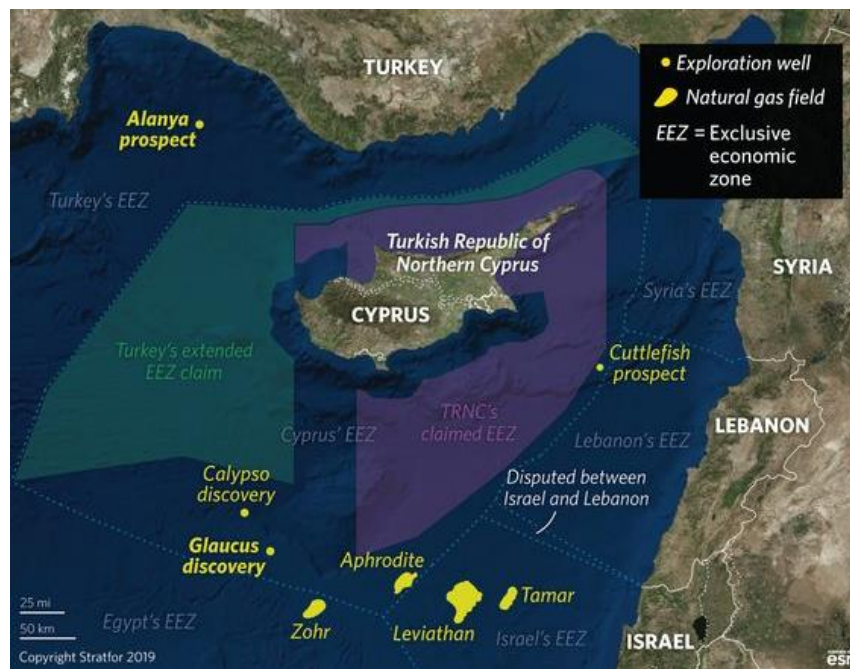 TURKEY
Exploration well
Natural gas field
EEZ = Exclusive
economic
zone
Alanya
prospect
Turkey's EEZ
Turkish Republic of
Northern Cyprus
SYRIA
Syria's EEZ
CYPRUS
Turkey's extended
EEZ claim
Cuttlefish
prospect
TRNC's
claimed EEZ
Cyprus' EEZ
Lebanon's EEZ
LEBANON
Calypso
discovery
Disputed between
Israel and Lebanon
Glaucus
discovery
Aphrodite
25 mi
50 km
Egypt's EEZ
Zohr
Leviathan
Tamar
Israel's EEZ
ISRAEL
Copyright Stratfor 2019
esri